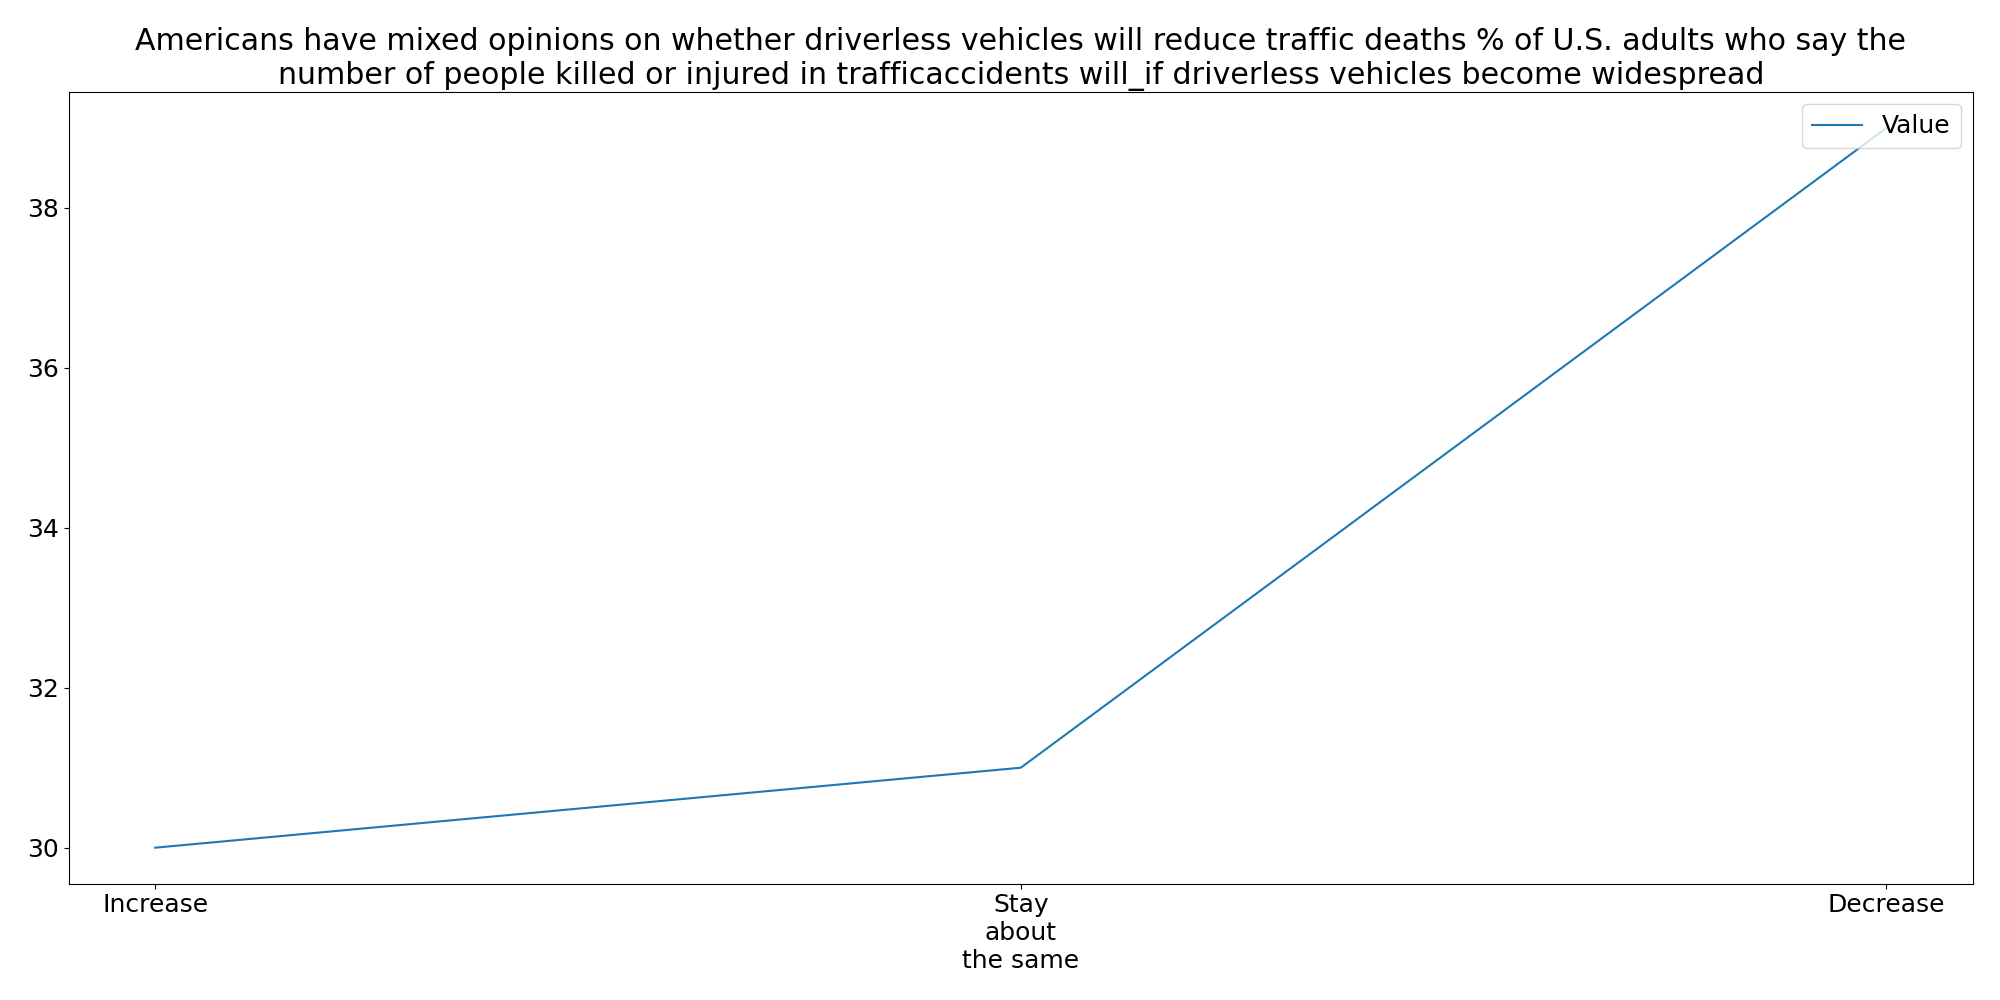 Americans have mixed opinions on whether driverless vehicles will reduce traffic deaths % of U.S. adults who say the
number of people killed or injured in trafficaccidents will_if driverless vehicles become widespread
Value
38
36
34
32
30
Increase
Stay
about
the same
Decrease